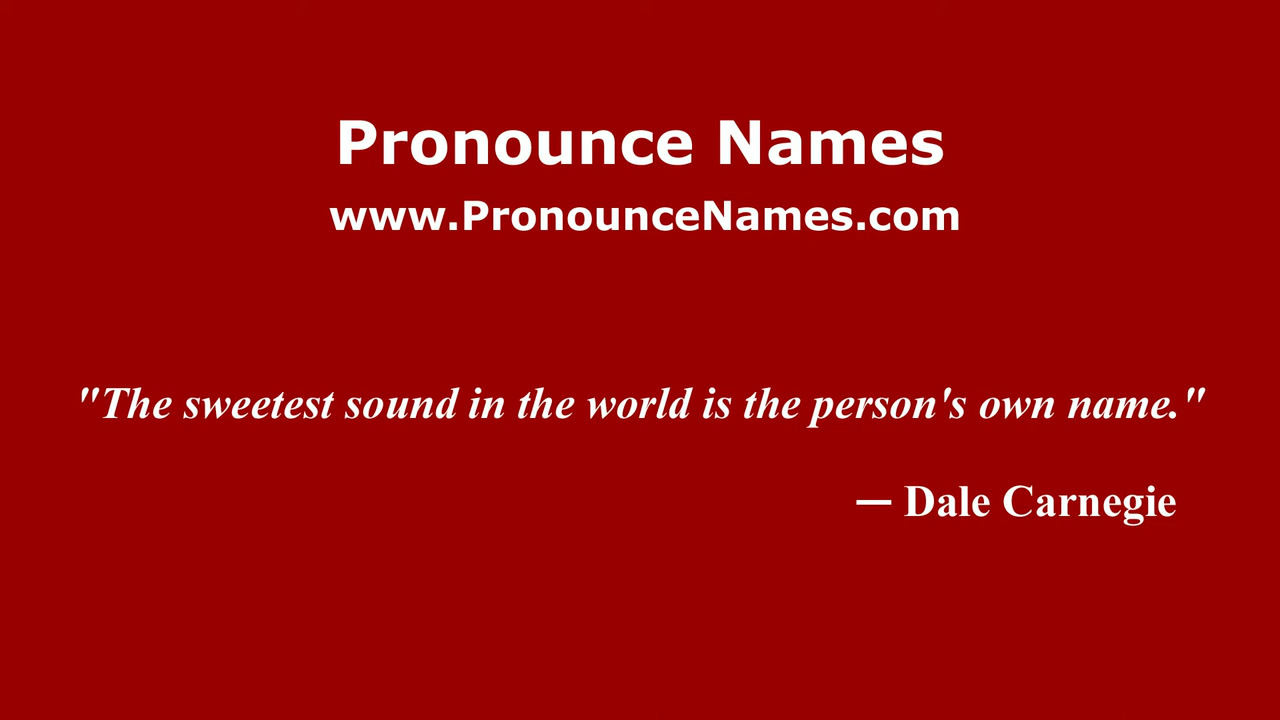 Pronounce Names
www.PronounceNames.com
"The sweetest sound in the world is the person's own name."
— Dale Carnegie